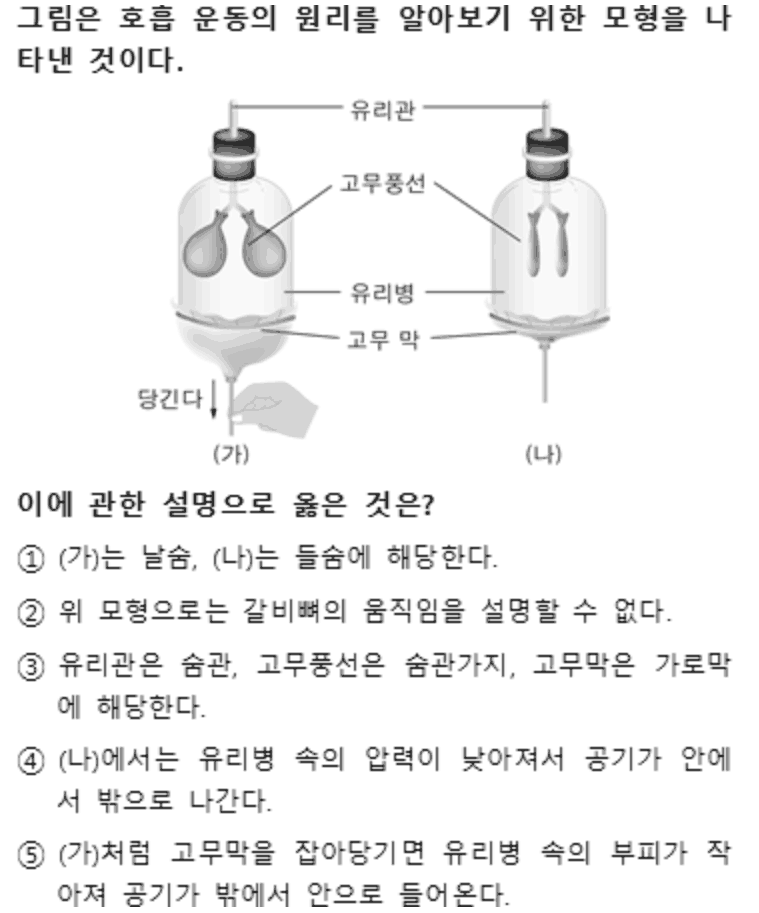 그림은 호흡 운동의 원리를 알아보기 위한 모형을 나
타낸 것이다.
유리관
고무풍선
유리병
고무 막
당긴다
(가)
(나)
이에 관한 설명으로 옳은 것은?
① (가)는 날숨, (나)는 들숨에 해당한다.
② 위 모형으로는 갈비뼈의 움직임을 설명할 수 없다.
③ 유리관은 숨관, 고무풍선은 숨관가지, 고무막은 가로막
에 해당한다.
④ (나)에서는 유리병 속의 압력이 낮아져서 공기가 안에
서 밖으로 나간다.
⑤ (가)처럼 고무막을 잡아당기면 유리병 속의 부피가 작
아져 공기가 밖에서 안으로 들어온다.